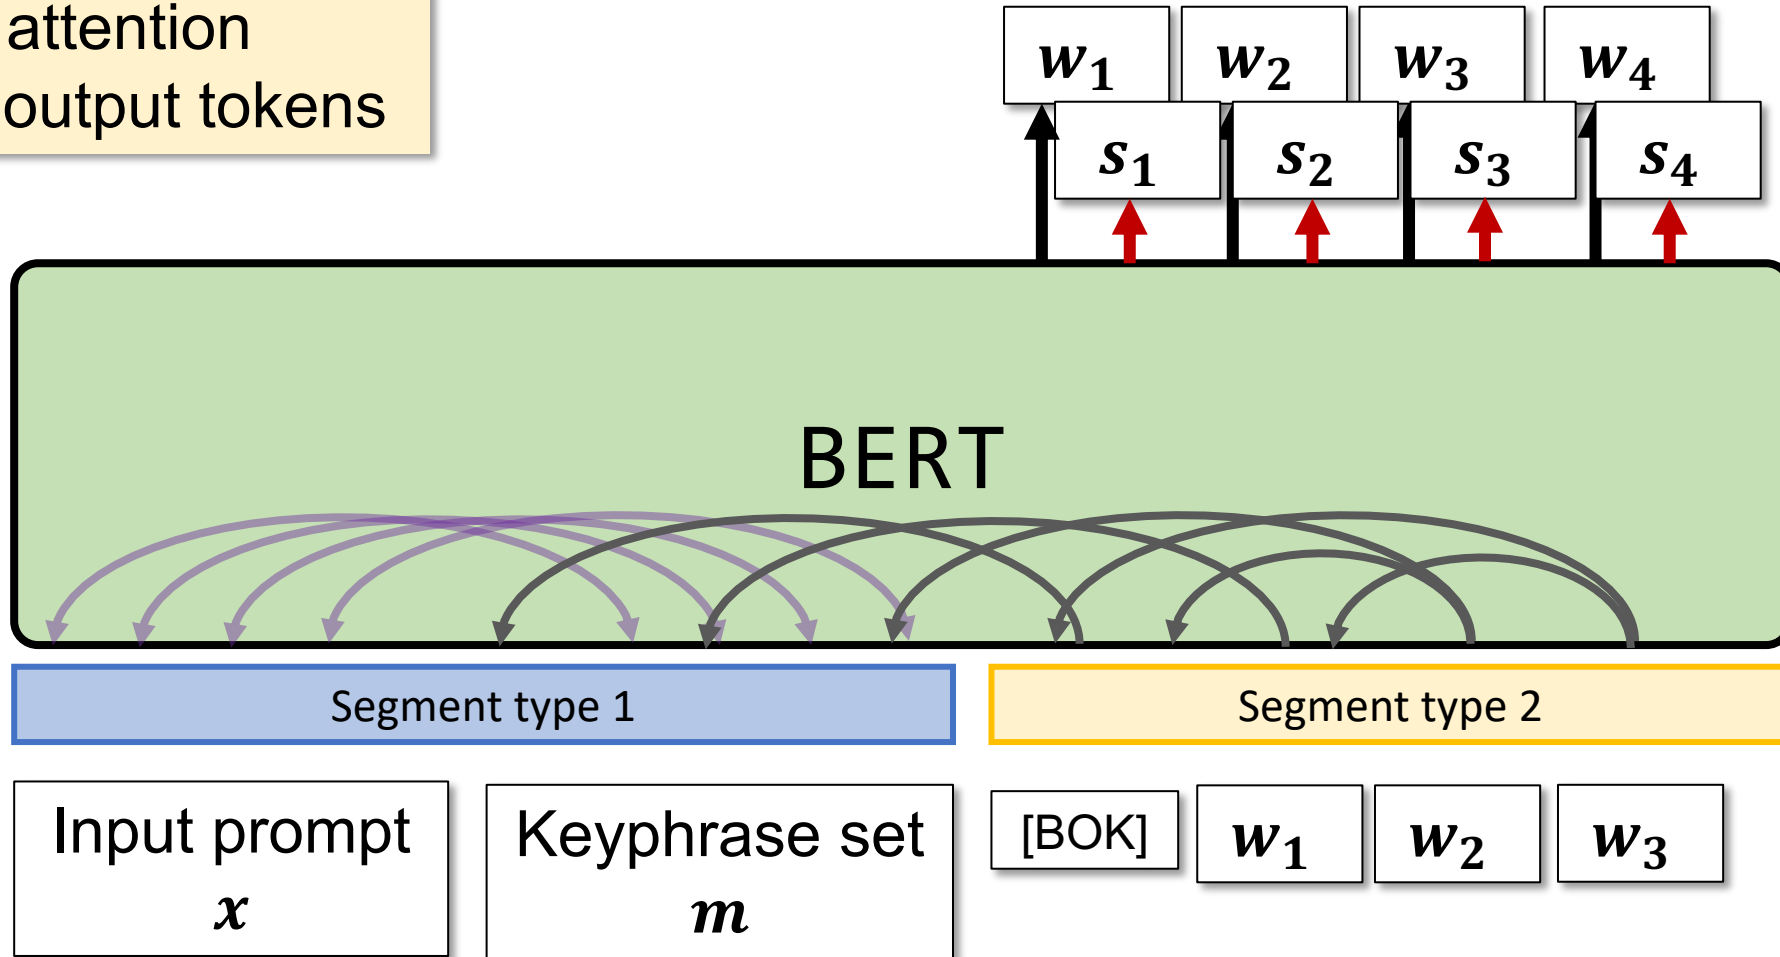 attention
output tokens
w₁ w₂ w₃ w₄
s₁ s₂ s₃ s₄
BERT
Segment type 1
Segment type 2
Input prompt
x
Keyphrase set
m
[BOK] w₁ w₂ w₃